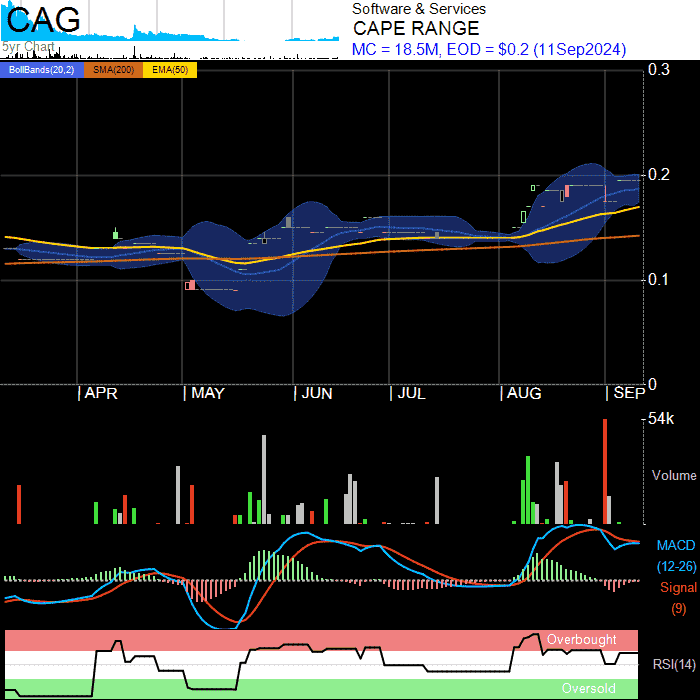 CAG
5yr Chart
Software & Services
CAPE RANGE
MC = 18.5M, EOD = $0.2 (11Sep2024)
BollBands(20,2) SMA(200) EMA(50)
0.3
0.2
0.1
0
APR MAY JUN JUL AUG SEP
54k
Volume
MACD
(12-26)
Signal
(9)
Overbought
RSI(14)
Oversold